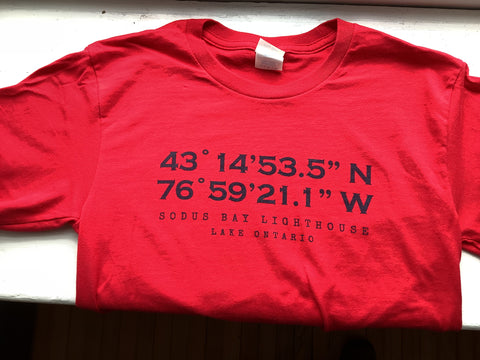 43° 14’53.5” N
76°59’21.1” W
SODUS BAY LIGHTHOUSE
LAKE ONTARIO